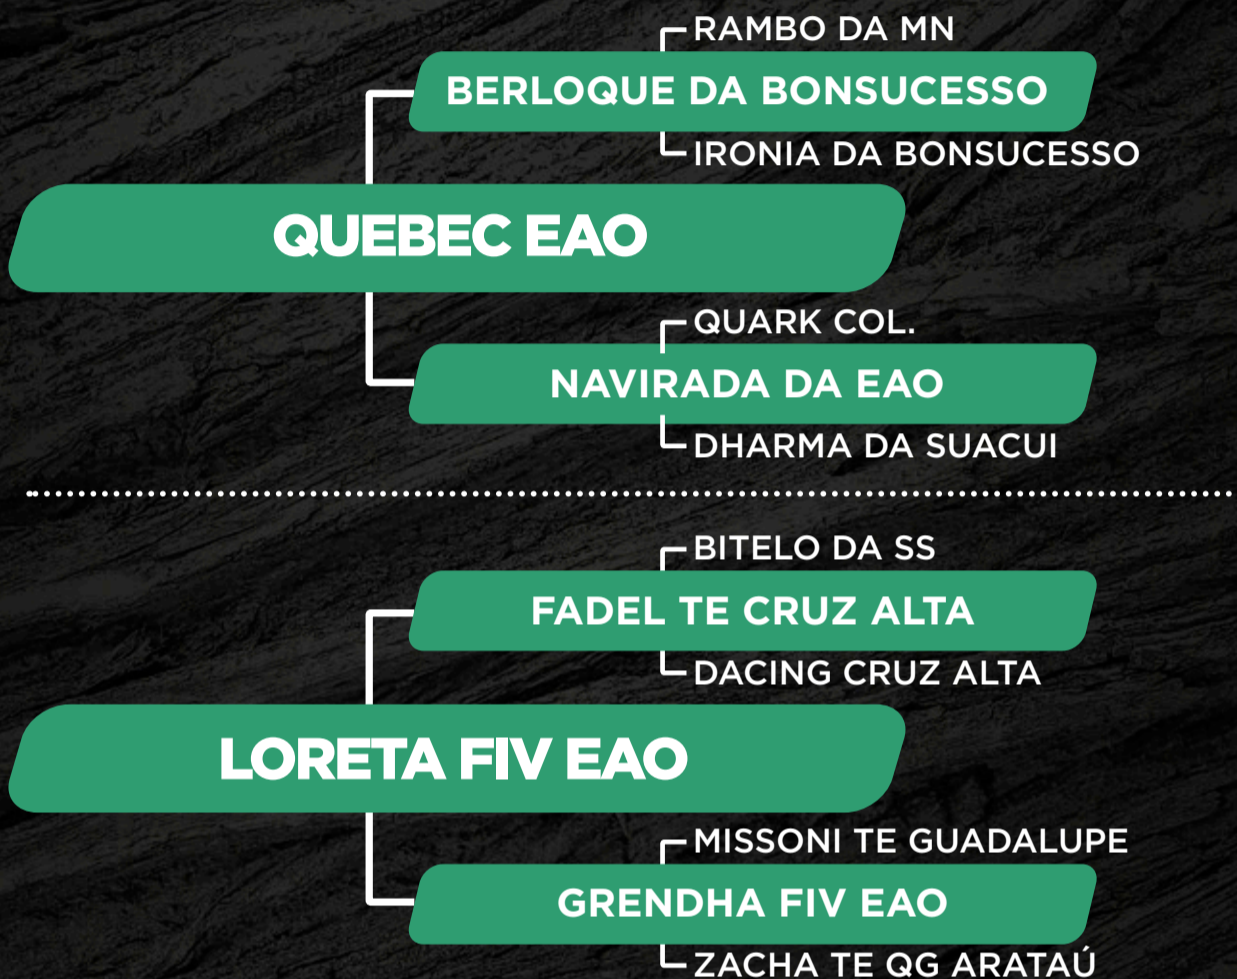 RAMBO DA MN
BERLOQUE DA BONSUCESSO
IRONIA DA BONSUCESSO
QUEBEC EAO
QUARK COL.
NAVIRADA DA EAO
DHARMA DA SUACUI
BITELO DA SS
FADEL TE CRUZ ALTA
DACING CRUZ ALTA
LORETA FIV EAO
MISSONI TE GUADALUPE
GRENDHA FIV EAO
ZACHA TE QG ARATAÚ